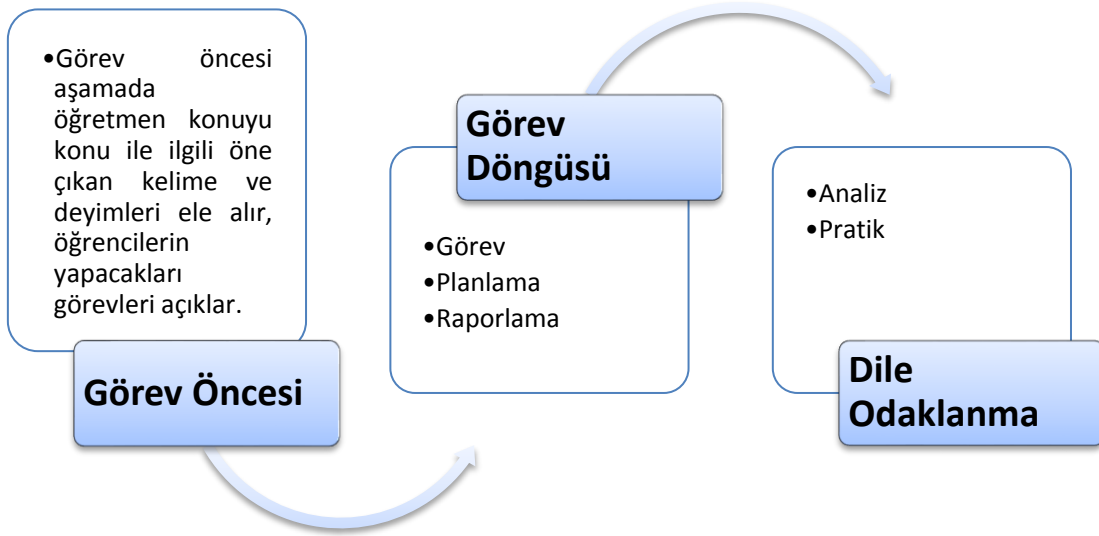 •Görev öncesi
aşamada
öğretmen konuyu
konu ile ilgili öne
çıkan kelime ve
deyimleri ele alır,
öğrencilerin
yapacakları
görevleri açıklar.
Görev Öncesi
Görev
Döngüsü
•Görev
•Planlama
•Raporlama
•Analiz
•Pratik
Dile
Odaklanma